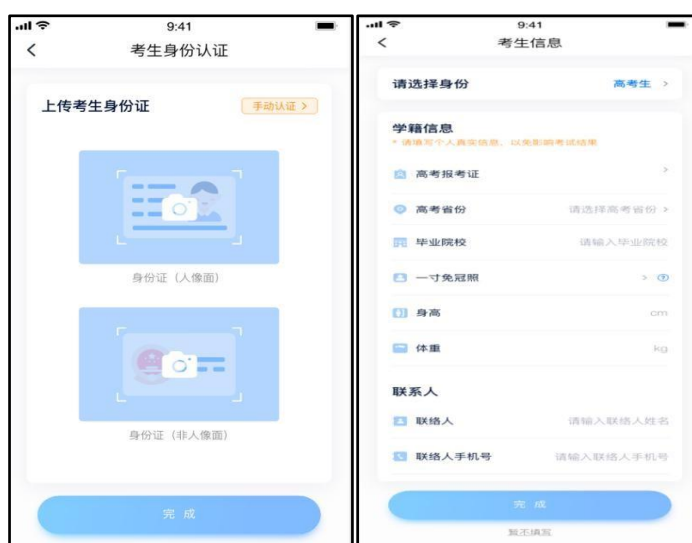 9:41
考生身份认证
上传考生身份证
手动认证 >
身份证（人像面）
身份证（非人像面）
完 成
9:41
考生信息
请选择身份
高考生 >
学籍信息
* 请填写个人真实信息，以免影响考试结果
高考报考证 >
高考省份
请选择高考省份 >
毕业院校
请输入毕业院校
一寸免冠照 >
身高
cm
体重
kg
联系人
联络人
请输入联络人姓名
联络人手机号
请输入联络人手机号
完 成
暂不填写